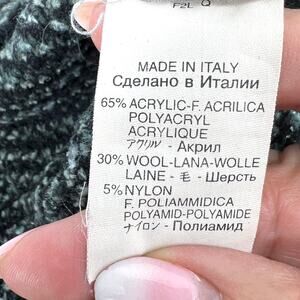 F2L Q
MADE IN ITALY
Сделано в Италии
65% ACRYLIC-F. ACRILICA
POLYACRYL
ACRYLIQUE
アクリル - Акрил
30% WOOL-LANA-WOLLE
LAINE - 毛 - Шерсть
5% NYLON
F. POLIAMMIDICA
POLYAMID-POLYAMIDE
ナイロン - Полиамид